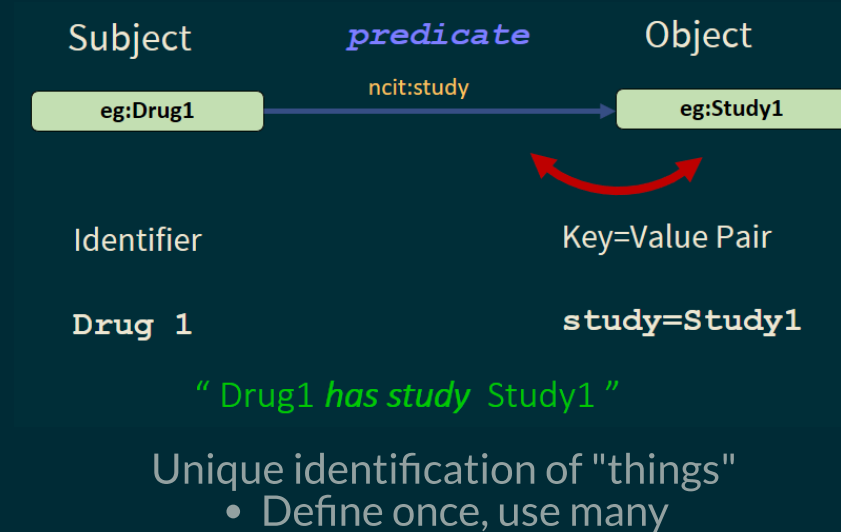 Subject predicate Object
ncit:study
eg:Drug1 eg:Study1
Identifier Key=Value Pair
Drug 1 study=Study1
“ Drug1 has study Study1 ”
Unique identification of "things"
• Define once, use many